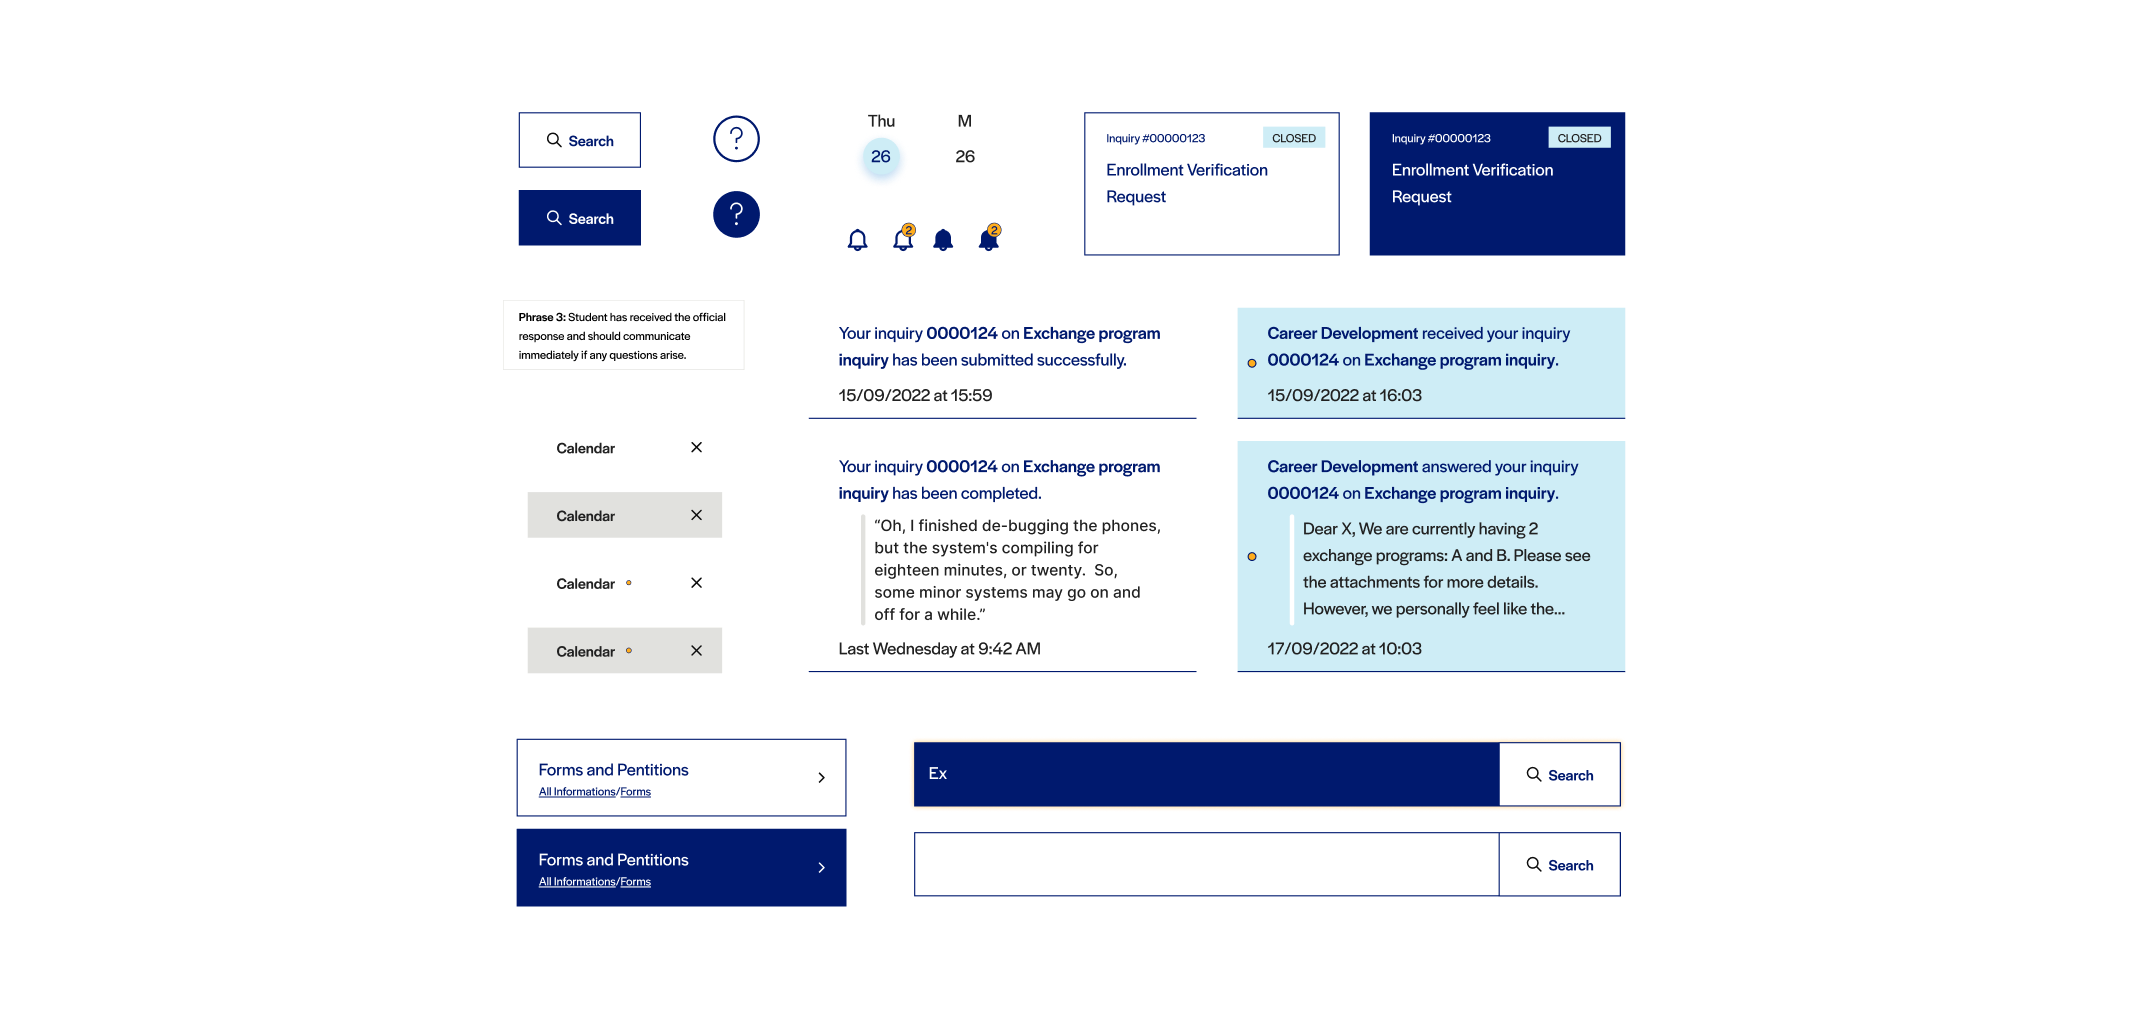 Search
Search
?
?
Thu
M
26
26
2
2
Inquiry #00000123
CLOSED
Enrollment Verification
Request
Inquiry #00000123
CLOSED
Enrollment Verification
Request
Phrase 3: Student has received the official
response and should communicate
immediately if any questions arise.
Calendar
Calendar
Calendar
Calendar
Your inquiry 0000124 on Exchange program
inquiry has been submitted successfully.
15/09/2022 at 15:59
Career Development received your inquiry
0000124 on Exchange program inquiry.
15/09/2022 at 16:03
Your inquiry 0000124 on Exchange program
inquiry has been completed.
“Oh, I finished de-bugging the phones,
but the system's compiling for
eighteen minutes, or twenty.  So,
some minor systems may go on and
off for a while.”
Last Wednesday at 9:42 AM
Career Development answered your inquiry
0000124 on Exchange program inquiry.
Dear X, We are currently having 2
exchange programs: A and B. Please see
the attachments for more details.
However, we personally feel like the...
17/09/2022 at 10:03
Forms and Pentitions
All Informations/Forms
Forms and Pentitions
All Informations/Forms
Ex
Search
Search